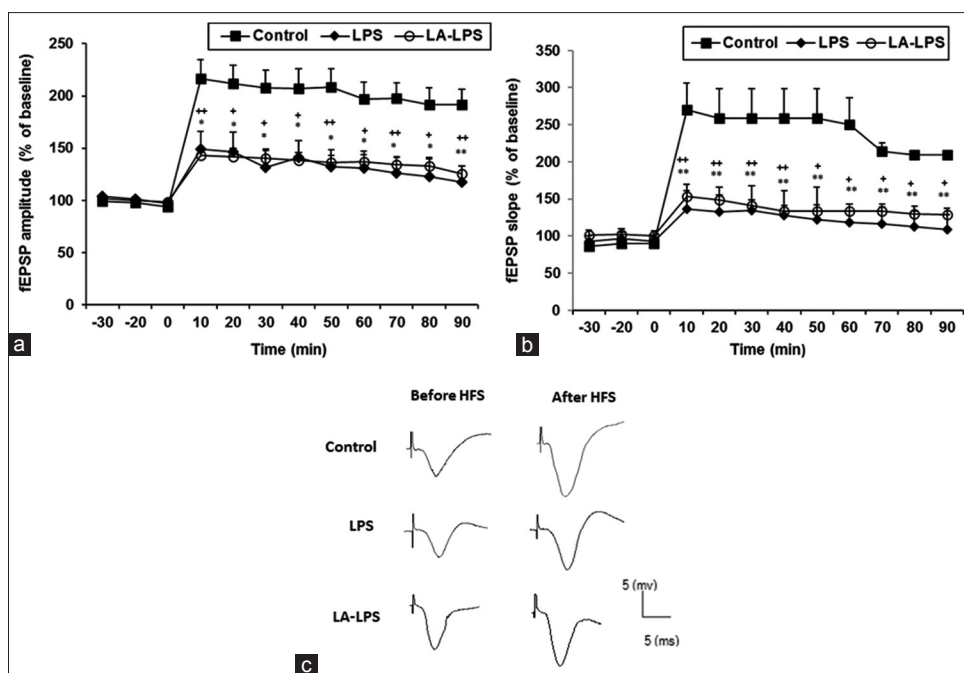 Control LPS LA-LPS
fEPSP amplitude (% of baseline)
250
200
150
100
50
0
++ + + + ++ + ++ + ++
* * * * * * * * **
-30 -20 0 10 20 30 40 50 60 70 80 90
Time (min)
a
Control LPS LA-LPS
fEPSP slope (% of baseline)
350
300
250
200
150
100
50
0
++ ++ ++ ++ + + + + +
** ** ** ** ** ** ** ** **
-30 -20 0 10 20 30 40 50 60 70 80 90
Time (min)
b
Before HFS After HFS
Control
LPS
LA-LPS
5 (mv)
5 (ms)
c